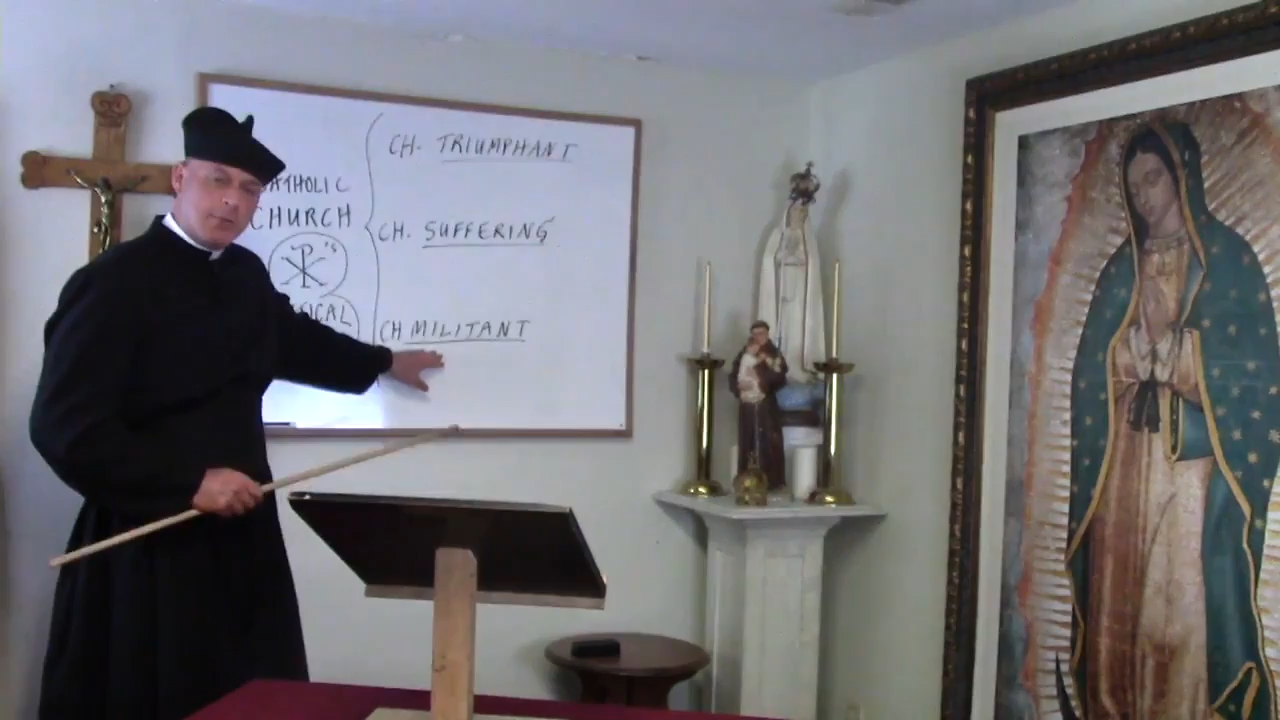 CH. TRIUMPHANT
ATHOLIC
CHURCH
CH. SUFFERING
CH MILITANT